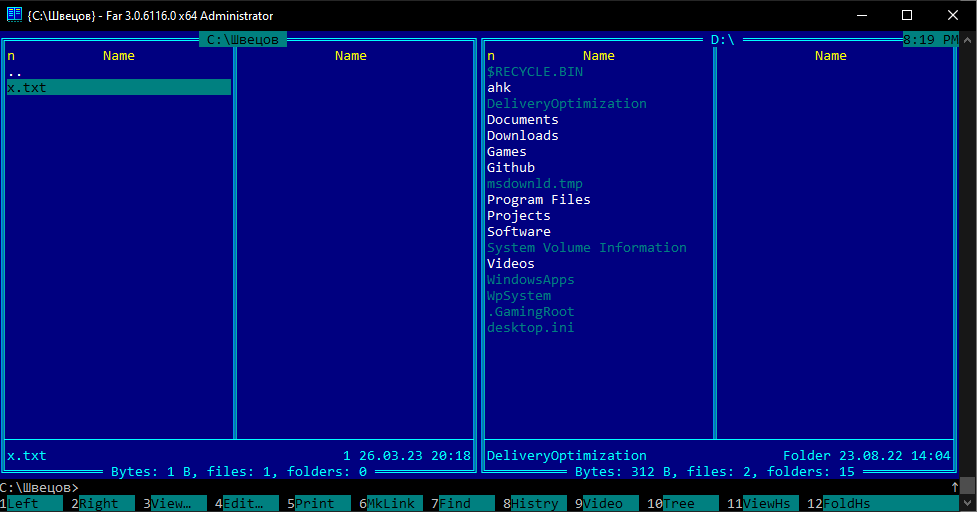 {C:\Швецов} - Far 3.0.6116.0 x64 Administrator
C:\Швецов
n Name Name
..
x.txt
x.txt 1 26.03.23 20:18
Bytes: 1 B, files: 1, folders: 0
D:\ 8:19 PM
n Name Name
$RECYCLE.BIN
ahk
DeliveryOptimization
Documents
Downloads
Games
Github
msdownld.tmp
Program Files
Projects
Software
System Volume Information
Videos
WindowsApps
WpSystem
.GamingRoot
desktop.ini
DeliveryOptimization Folder 23.08.22 14:04
Bytes: 312 B, files: 2, folders: 15
C:\Швецов>
1Left 2Right 3View… 4Edit… 5Print 6MkLink 7Find 8Histry 9Video 10Tree 11ViewHs 12FoldHs